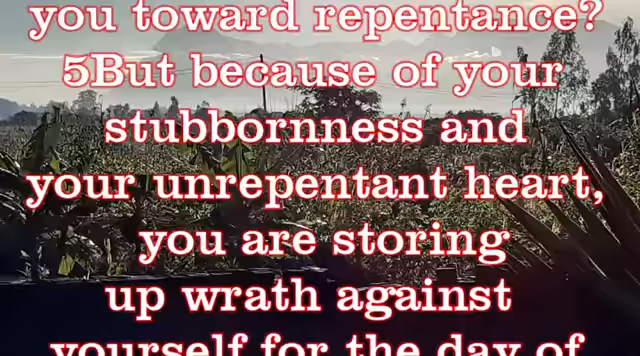 you toward repentance?
5But because of your
stubbornness and
your unrepentant heart,
you are storing
up wrath against
yourself for the day of